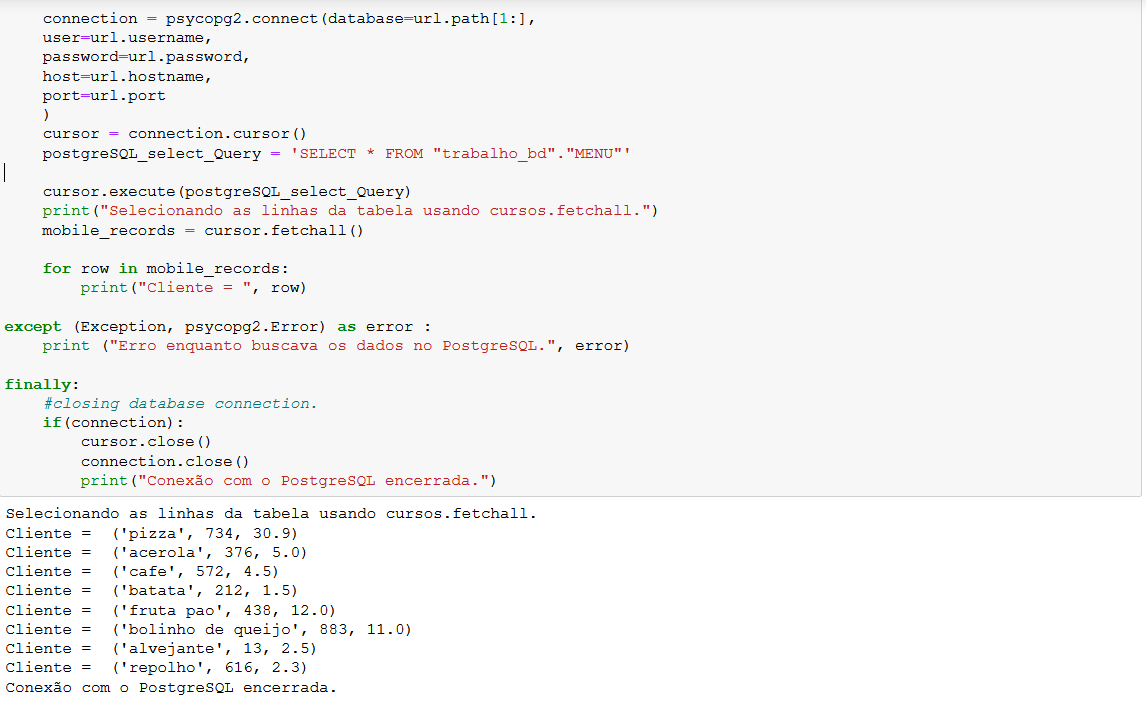 connection = psycopg2.connect(database=url.path[1:],
user=url.username,
password=url.password,
host=url.hostname,
port=url.port
)
cursor = connection.cursor()
postgreSQL_select_Query = 'SELECT * FROM "trabalho_bd"."MENU"'
cursor.execute(postgreSQL_select_Query)
print("Selecionando as linhas da tabela usando cursos.fetchall.")
mobile_records = cursor.fetchall()
for row in mobile_records:
print("Cliente = ", row)
except (Exception, psycopg2.Error) as error :
print ("Erro enquanto buscava os dados no PostgreSQL.", error)
finally:
#closing database connection.
if(connection):
cursor.close()
connection.close()
print("Conexão com o PostgreSQL encerrada.")
Selecionando as linhas da tabela usando cursos.fetchall.
Cliente =  ('pizza', 734, 30.9)
Cliente =  ('acerola', 376, 5.0)
Cliente =  ('cafe', 572, 4.5)
Cliente =  ('batata', 212, 1.5)
Cliente =  ('fruta pao', 438, 12.0)
Cliente =  ('bolinho de queijo', 883, 11.0)
Cliente =  ('alvejante', 13, 2.5)
Cliente =  ('repolho', 616, 2.3)
Conexão com o PostgreSQL encerrada.